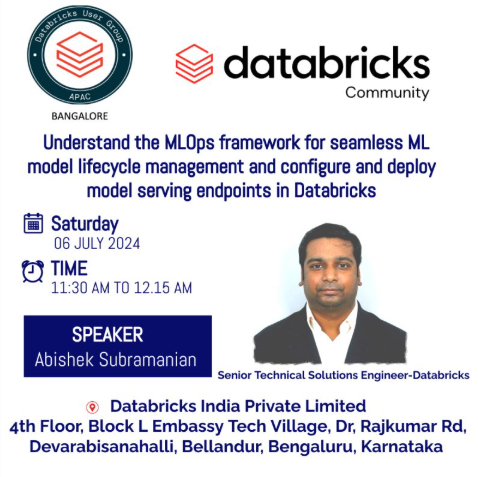 Databricks User Group
APAC
BANGALORE
databricks
Community
Understand the MLOps framework for seamless ML
model lifecycle management and configure and deploy
model serving endpoints in Databricks
Saturday
06 JULY 2024
TIME
11:30 AM TO 12.15 AM
SPEAKER
Abishek Subramanian
Senior Technical Solutions Engineer-Databricks
Databricks India Private Limited
4th Floor, Block L Embassy Tech Village, Dr, Rajkumar Rd,
Devarabisanahalli, Bellandur, Bengaluru, Karnataka